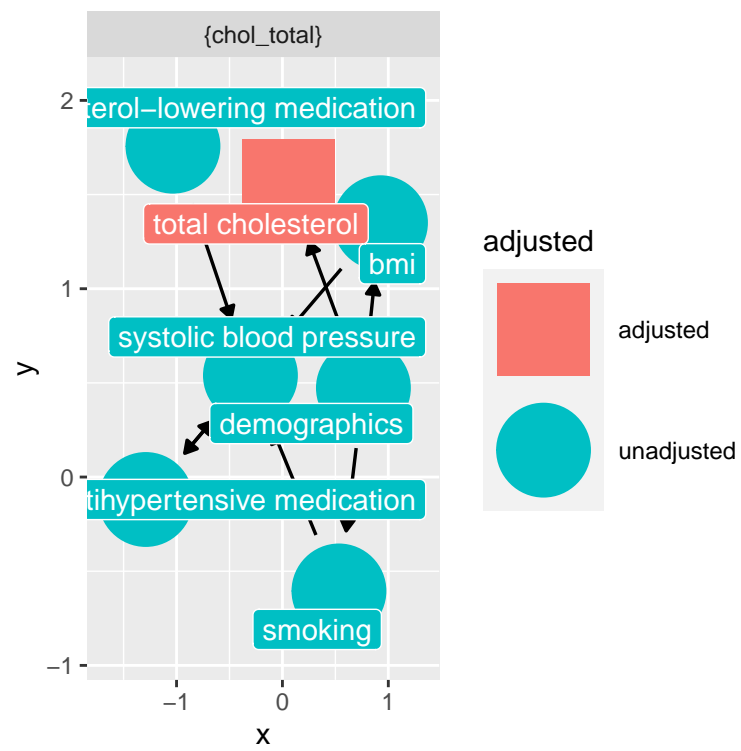 {chol_total}
terol−lowering medication
total cholesterol
bmi
systolic blood pressure
demographics
tihypertensive medication
smoking
2
1
0
−1
y
−1
0
1
x
adjusted
adjusted
unadjusted